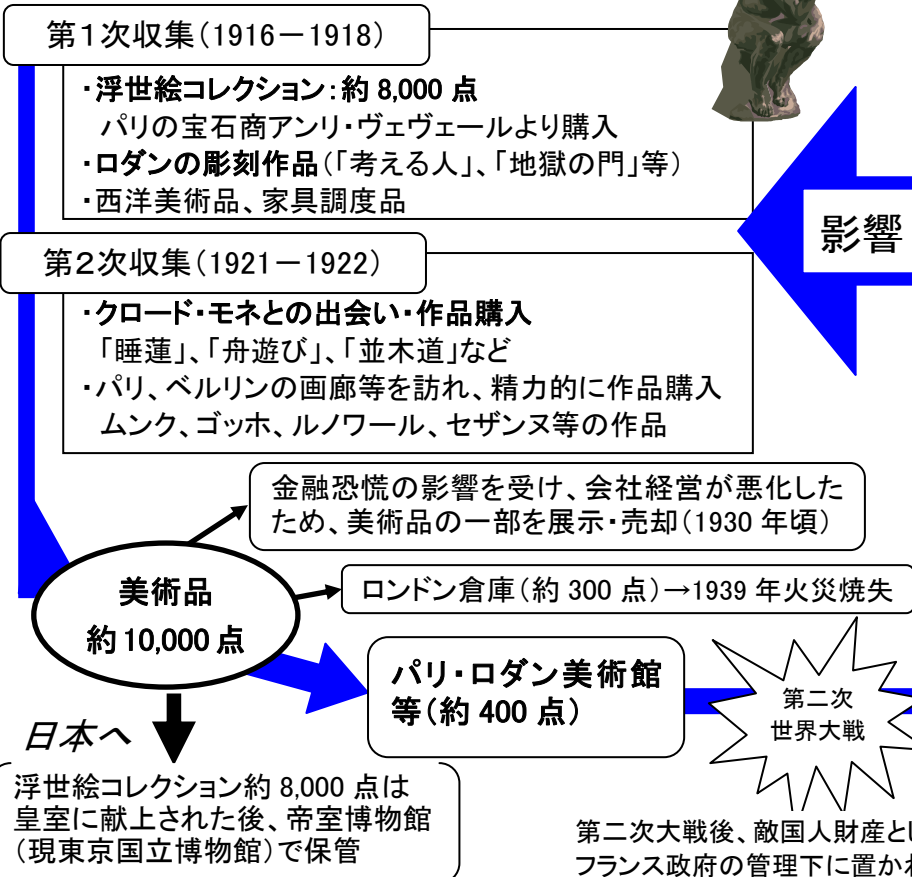 第1次収集(1916-1918)
・浮世絵コレクション:約 8,000 点
パリの宝石商アンリ・ヴェヴェールより購入
・ロダンの彫刻作品(「考える人」、「地獄の門」等)
・西洋美術品、家具調度品
影響
第2次収集(1921-1922)
・クロード・モネとの出会い・作品購入
「睡蓮」、「舟遊び」、「並木道」など
・パリ、ベルリンの画廊等を訪れ、精力的に作品購入
ムンク、ゴッホ、ルノワール、セザンヌ等の作品
金融恐慌の影響を受け、会社経営が悪化した
ため、美術品の一部を展示・売却(1930 年頃)
美術品
約 10,000 点
ロンドン倉庫(約 300 点)→1939 年火災焼失
パリ・ロダン美術館
等(約 400 点)
第二次
世界大戦
日本へ
浮世絵コレクション約 8,000 点は
皇室に献上された後、帝室博物館
(現東京国立博物館)で保管
第二次大戦後、敵国人財産とし
フランス政府の管理下に置かれ